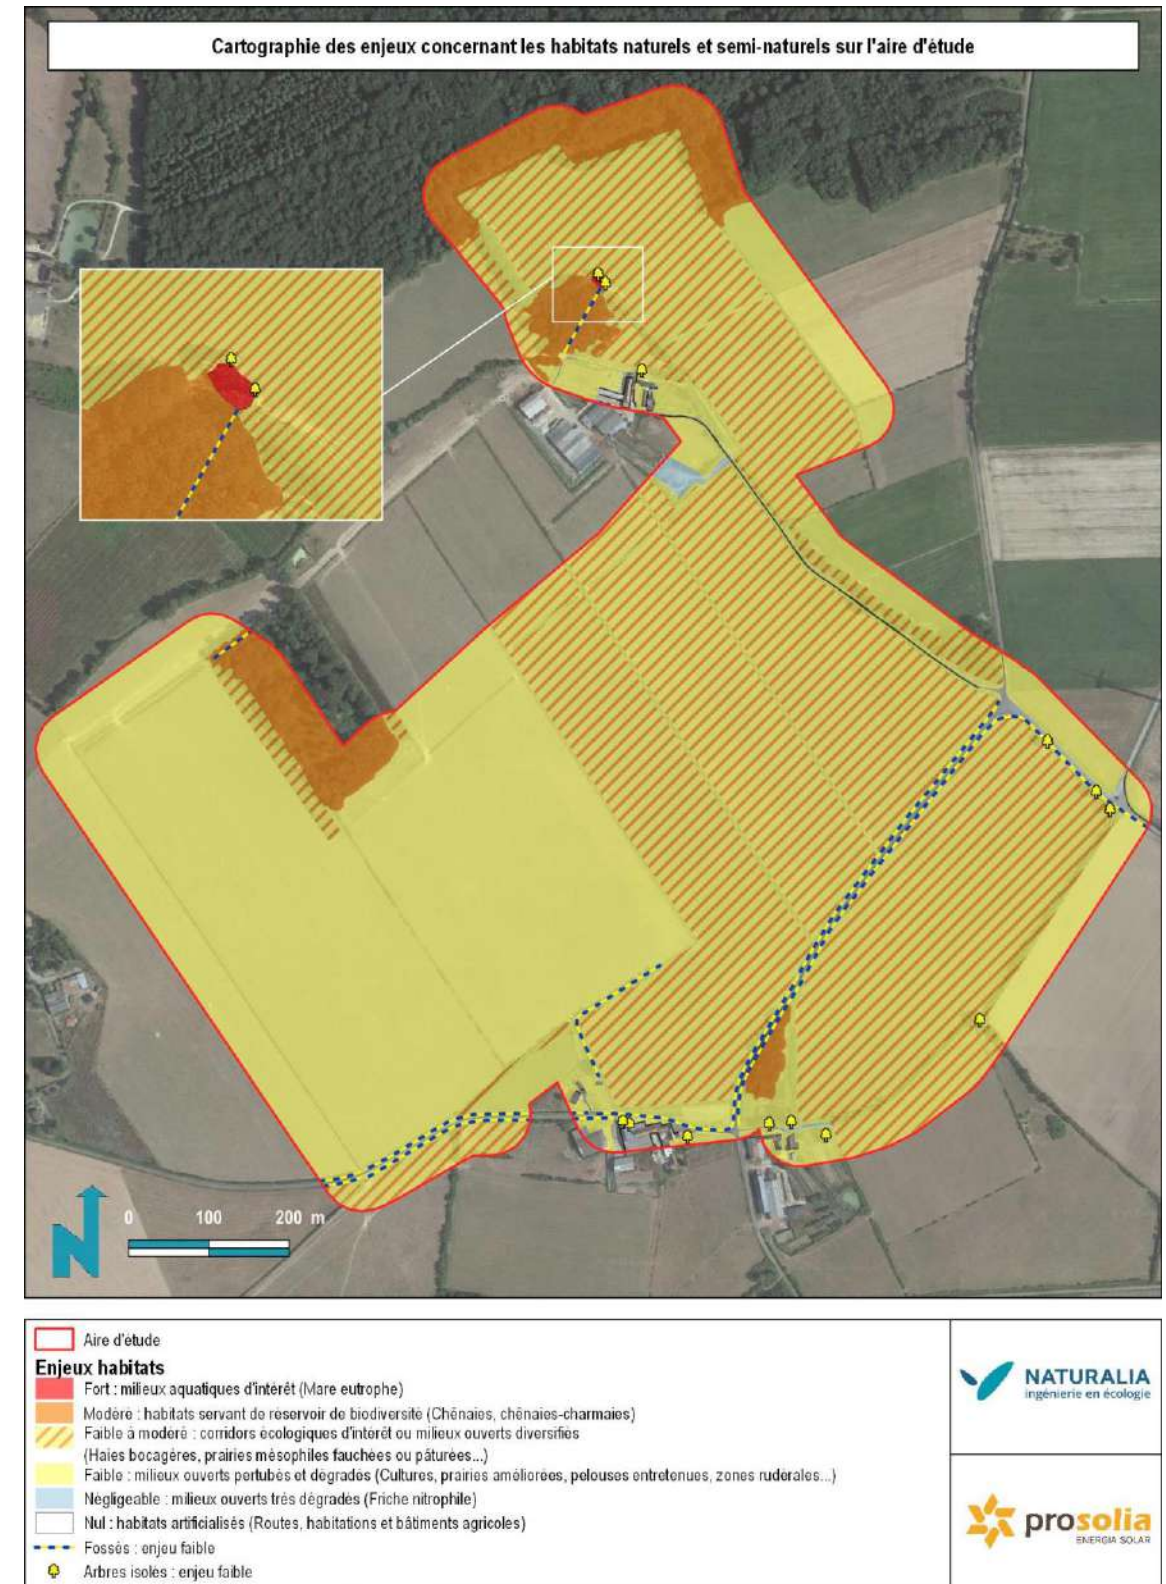 Cartographie des enjeux concernant les habitats naturels et semi-naturels sur l'aire d'étude
N
0 100 200 m
Aire d'étude
Enjeux habitats
Fort : milieux aquatiques d'intérêt (Mare eutrophe)
Modéré : habitats servant de réservoir de biodiversité (Chênaies, chênaies-charmaies)
Faible à modéré : corridors écologiques d'intérêt ou milieux ouverts diversifiés
(Haies bocagères, prairies mésophiles fauchées ou pâturées...)
Faible : milieux ouverts pertubés et dégradés (Cultures, prairies améliorées, pelouses entretenues, zones rudérales...)
Négligeable : milieux ouverts très dégradés (Friche nitrophile)
Nul : habitats artificialisés (Routes, habitations et bâtiments agricoles)
Fossés : enjeu faible
Arbres isolés : enjeu faible
NATURALIA
ingénierie en écologie
prosolia
ENERGIA SOLAR